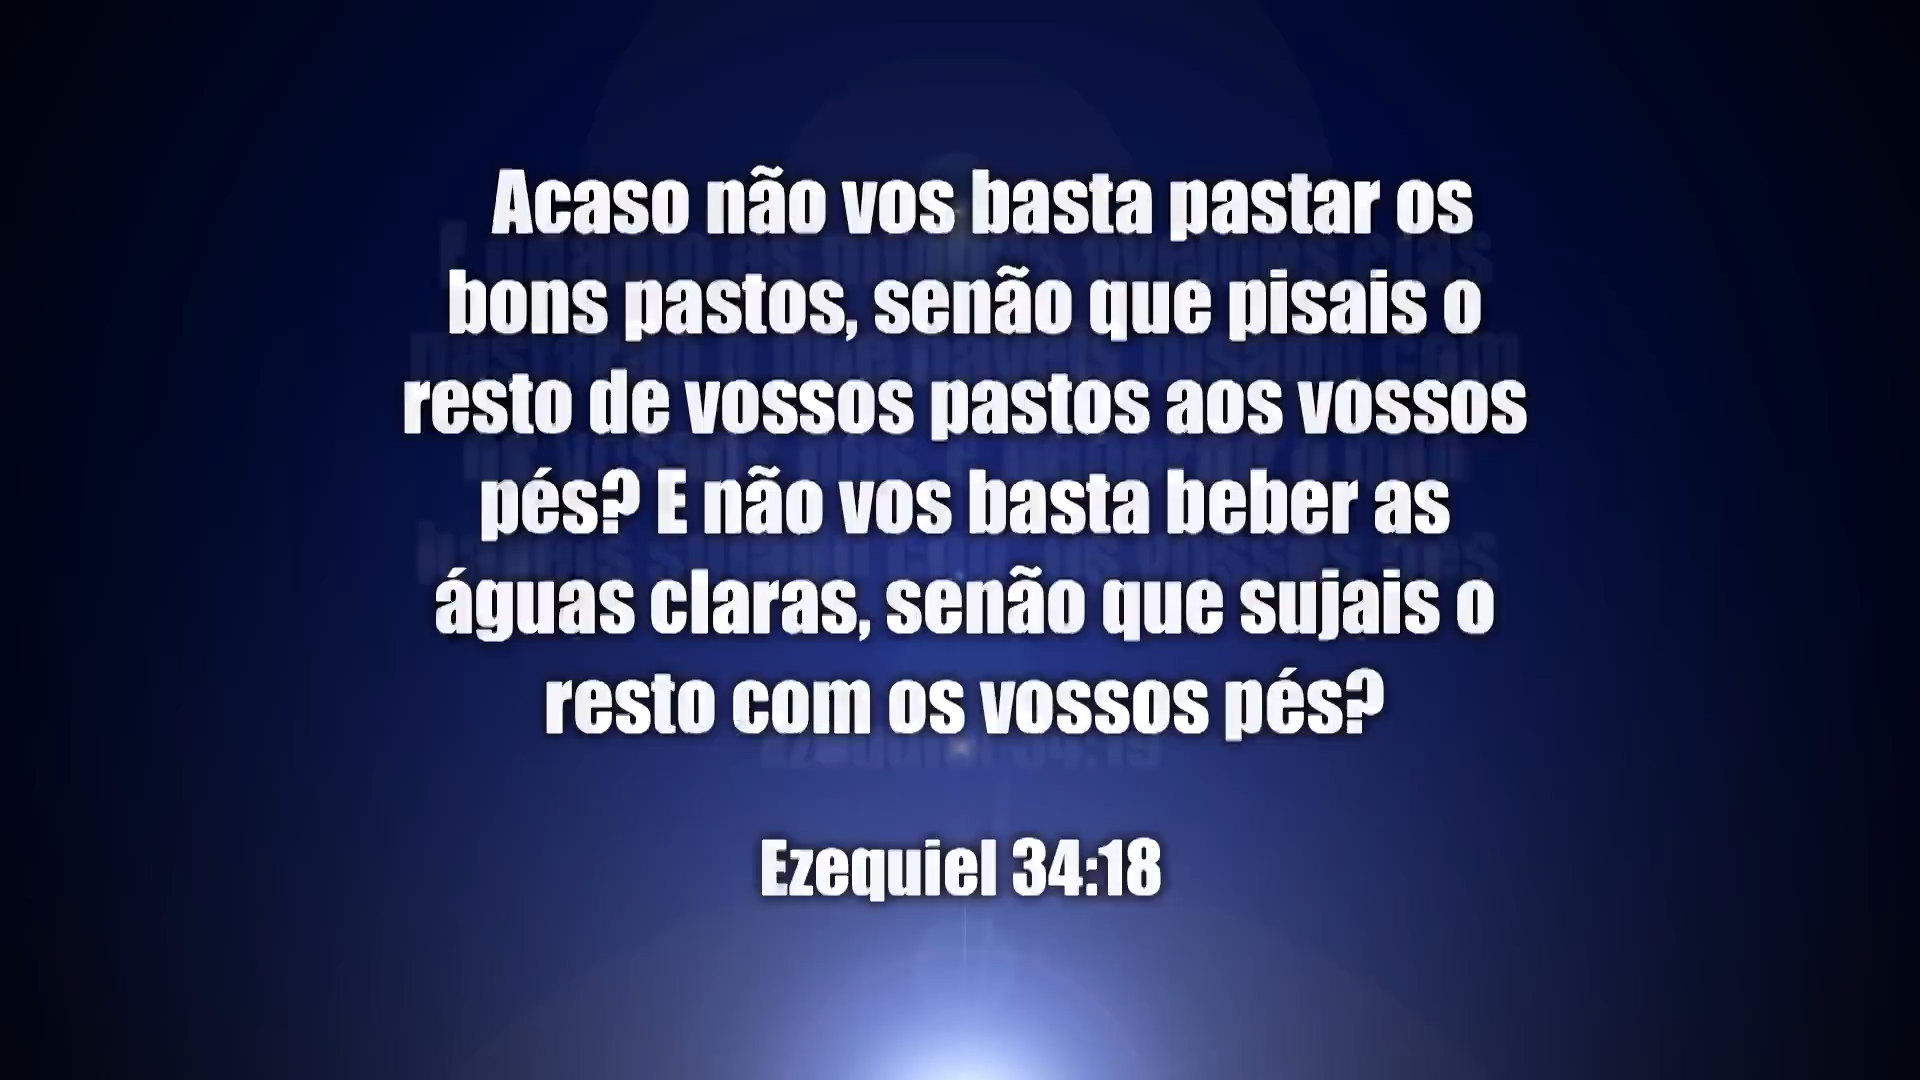 Acaso não vos basta pastar os
bons pastos, senão que pisais o
resto de vossos pastos aos vossos
pés? E não vos basta beber as
águas claras, senão que sujais o
resto com os vossos pés?
Ezequiel 34:18